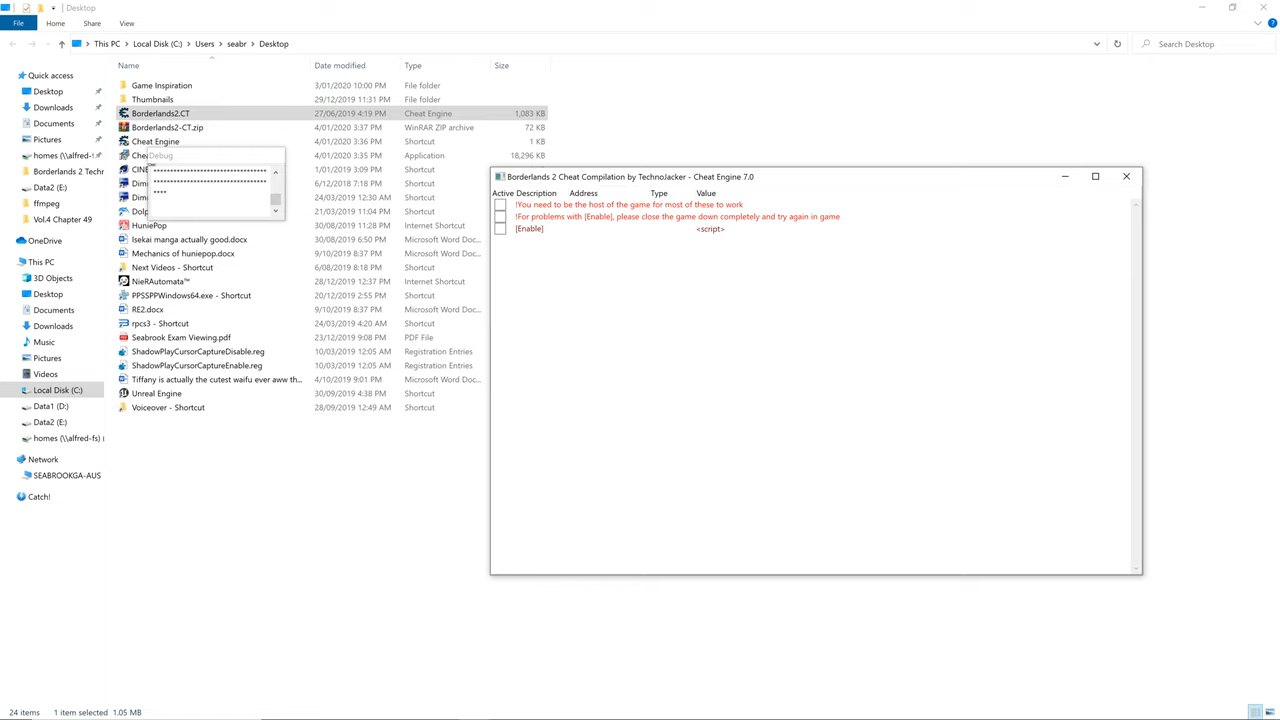 Desktop
File Home Share View
This PC Local Disk (C:) Users seabr Desktop
Search Desktop
Quick access
Desktop
Downloads
Documents
Pictures
homes (\\alfred-
Borderlands 2 Techr
Data2 (E:)
ffmpeg
Vol.4 Chapter 49
OneDrive
This PC
3D Objects
Desktop
Documents
Downloads
Music
Pictures
Videos
Local Disk (C:)
Data1 (D:)
Data2 (E:)
homes (\\alfred-fs) (
Network
SEABROOKGA-AUS
Catch!
Name Date modified Type Size
Game Inspiration 3/01/2020 10:00 PM File folder
Thumbnails 29/12/2019 11:31 PM File folder
Borderlands2.CT 27/06/2019 4:19 PM Cheat Engine 1,083 KB
Borderlands2-CT.zip 4/01/2020 3:37 PM WinRAR ZIP archive 72 KB
Cheat Engine 4/01/2020 3:36 PM Shortcut 1 KB
Chea 4/01/2020 3:35 PM Application 18,296 KB
CINE 1/01/2019 3:09 PM Shortcut
Dim 6/12/2018 7:18 PM Shortcut
Dim 24/03/2019 12:30 AM Shortcut
Dolp 21/03/2019 11:04 PM Shortcut
HuniePop 30/08/2019 11:28 PM Internet Shortcut
Isekai manga actually good.docx 30/08/2019 6:50 PM Microsoft Word Doc...
Mechanics of huniepop.docx 9/10/2019 8:37 PM Microsoft Word Doc...
Next Videos - Shortcut 6/08/2019 8:18 PM Shortcut
NieRAutomata™ 28/12/2019 12:37 PM Internet Shortcut
PPSSPPWindows64.exe - Shortcut 20/12/2019 2:55 PM Shortcut
RE2.docx 9/10/2019 8:37 PM Microsoft Word Doc...
rpcs3 - Shortcut 24/03/2019 4:20 AM Shortcut
Seabrook Exam Viewing.pdf 23/12/2019 9:08 PM PDF File
ShadowPlayCursorCaptureDisable.reg 10/03/2019 12:05 AM Registration Entries
ShadowPlayCursorCaptureEnable.reg 10/03/2019 12:05 AM Registration Entries
Tiffany is actually the cutest waifu ever aww th... 4/10/2019 9:01 PM Microsoft Word Doc...
Unreal Engine 30/09/2019 4:38 PM Shortcut
Voiceover - Shortcut 28/09/2019 12:49 AM Shortcut
Debug
Borderlands 2 Cheat Compilation by TechnoJacker - Cheat Engine 7.0
Active Description Address Type Value
!You need to be the host of the game for most of these to work
!For problems with [Enable], please close the game down completely and try again in game
[Enable] <script>
24 items 1 item selected 1.05 MB